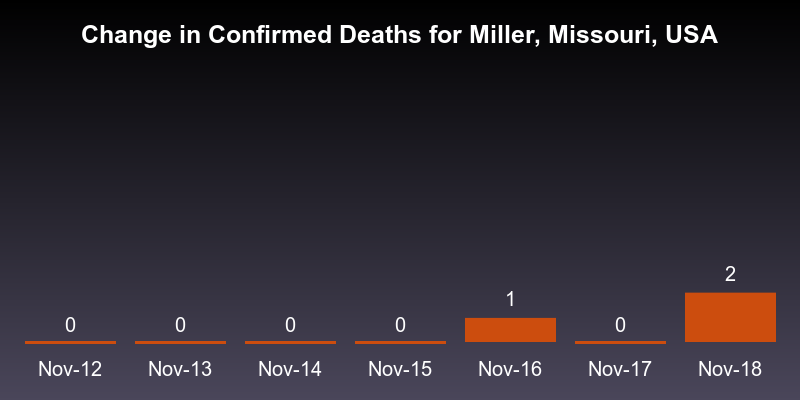 Change in Confirmed Deaths for Miller, Missouri, USA
0 0 0 0 1 0 2
Nov-12 Nov-13 Nov-14 Nov-15 Nov-16 Nov-17 Nov-18